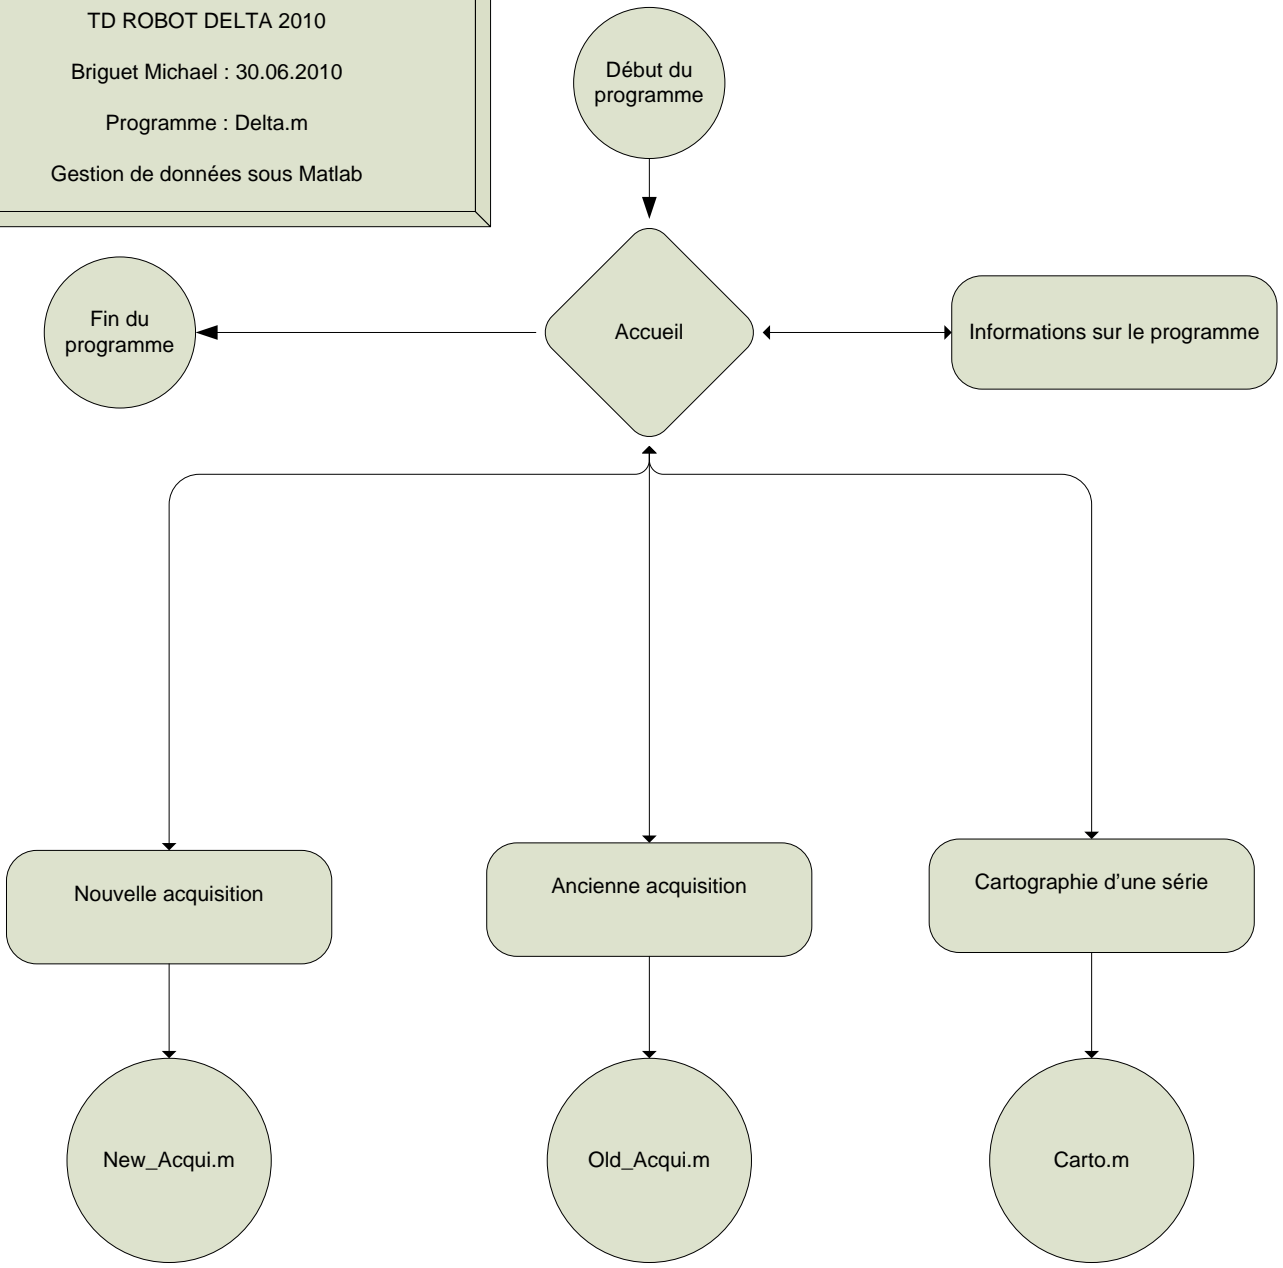 TD ROBOT DELTA 2010
Briguet Michael : 30.06.2010
Programme : Delta.m
Gestion de données sous Matlab
Début du
programme
Fin du
programme
Accueil
Informations sur le programme
Nouvelle acquisition
Ancienne acquisition
Cartographie d’une série
New_Acqui.m
Old_Acqui.m
Carto.m